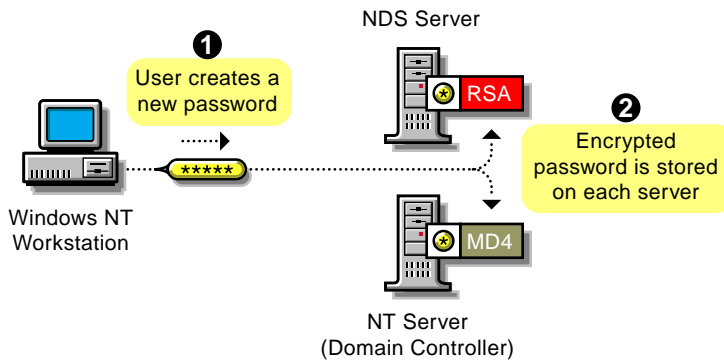 NDS Server
1
User creates a
new password
RSA
2
Encrypted
password is stored
on each server
*****
Windows NT
Workstation
MD4
NT Server
(Domain Controller)